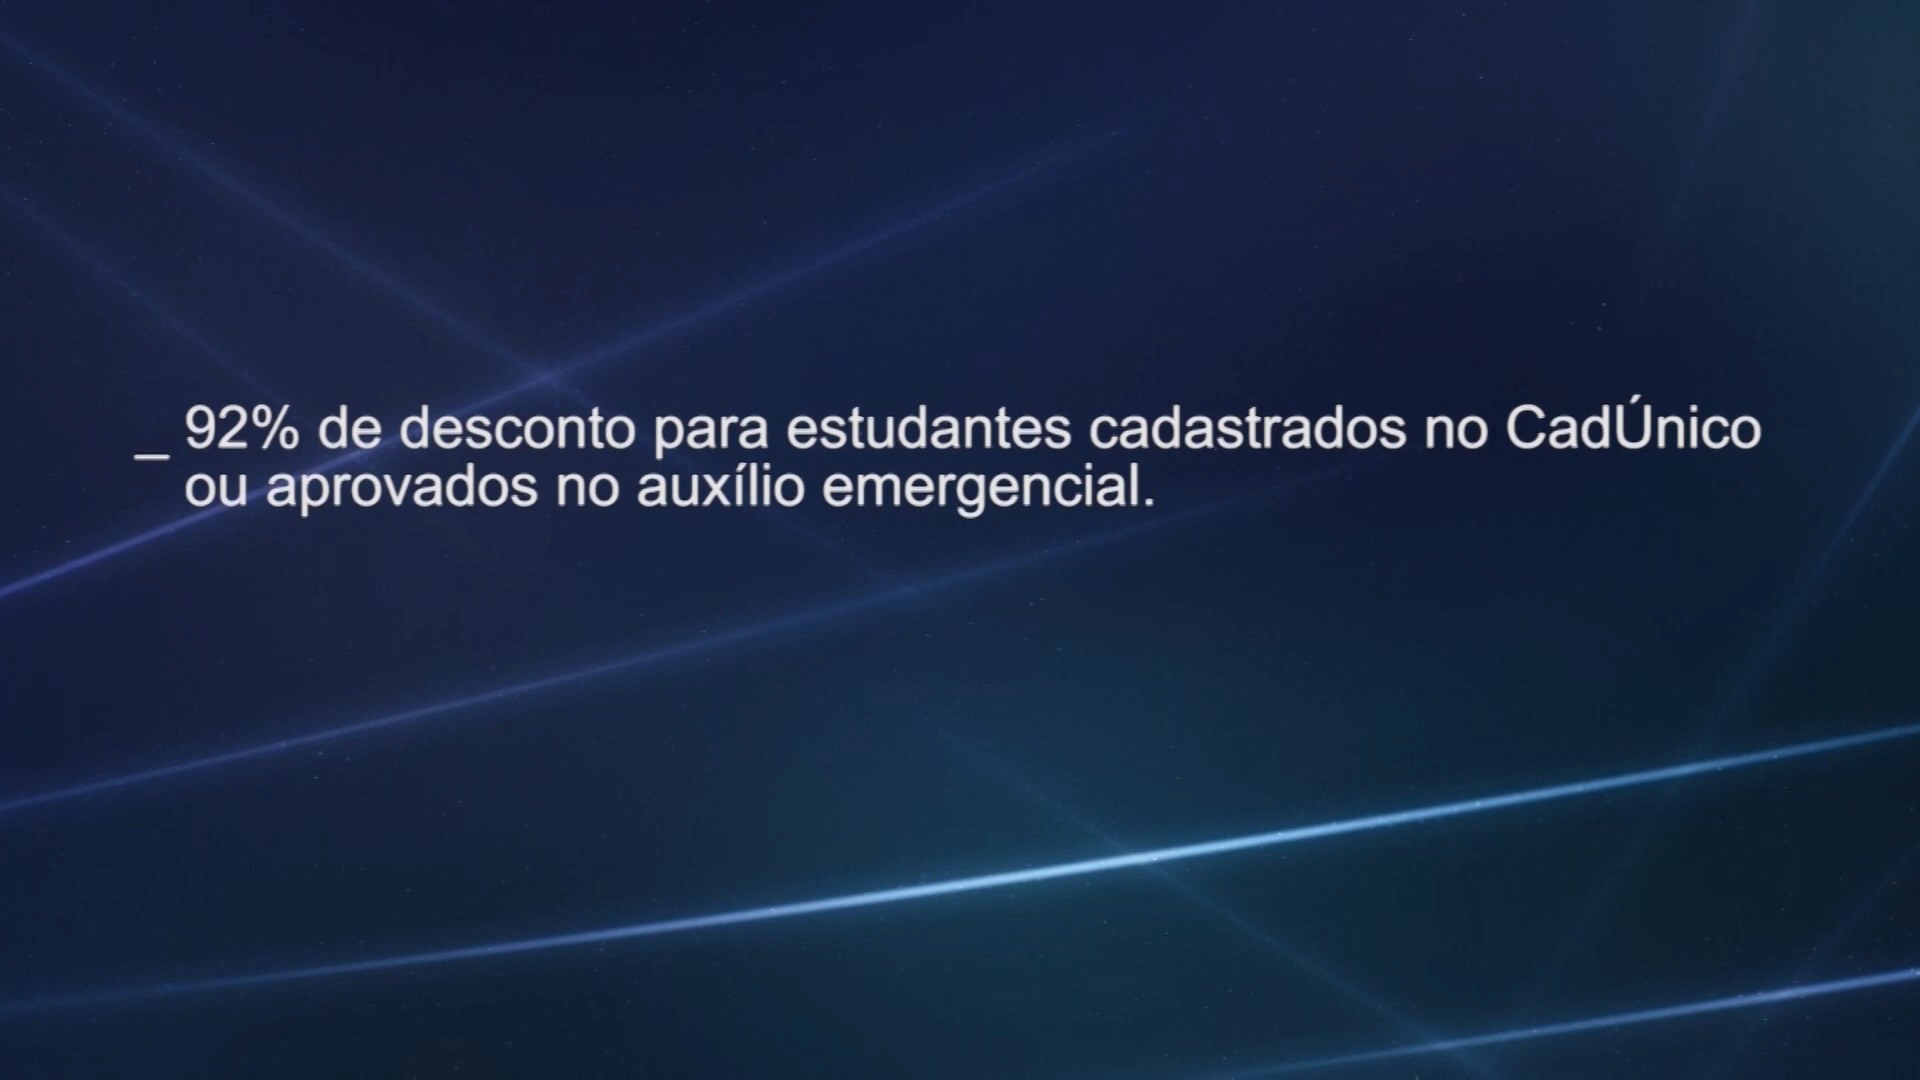 _ 92% de desconto para estudantes cadastrados no CadÚnico
ou aprovados no auxílio emergencial.